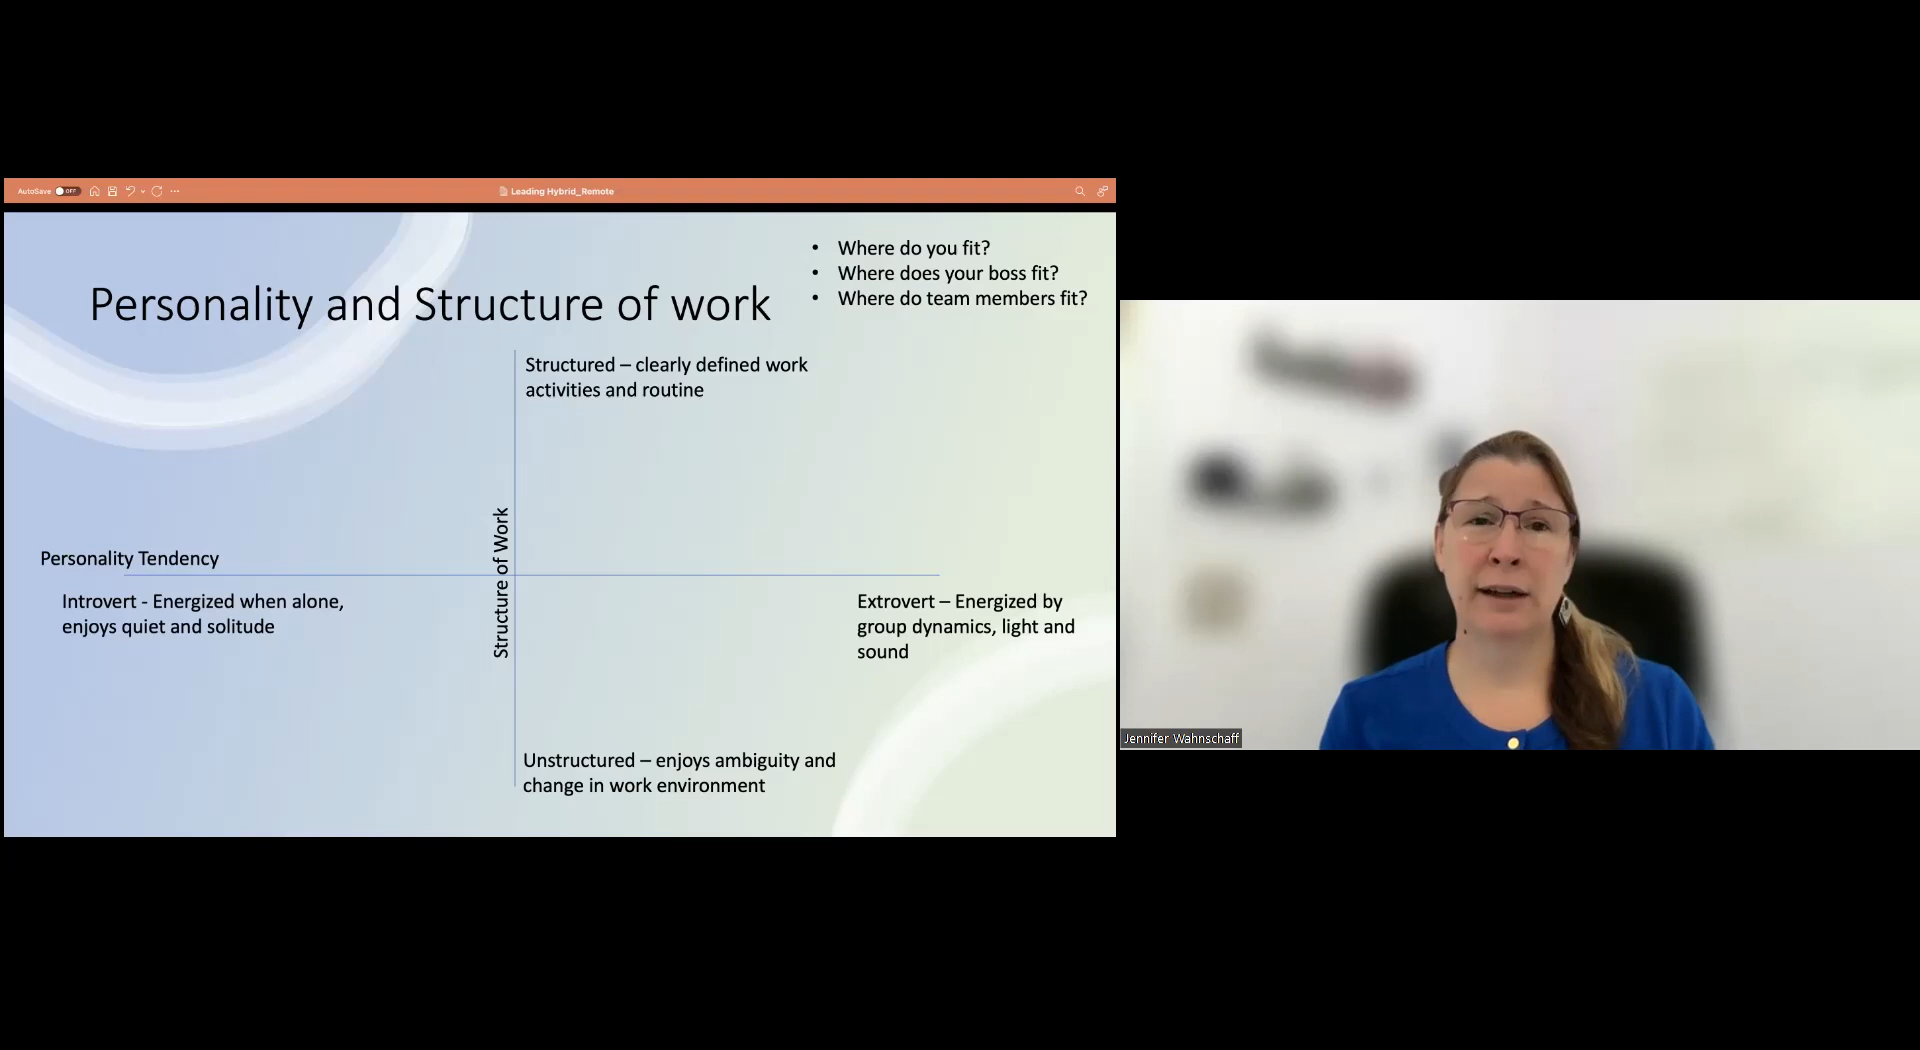 AutoSave OFF
Leading Hybrid_Remote
Personality and Structure of work
• Where do you fit?
• Where does your boss fit?
• Where do team members fit?
Structured – clearly defined work
activities and routine
Structure of Work
Personality Tendency
Introvert - Energized when alone,
enjoys quiet and solitude
Extrovert – Energized by
group dynamics, light and
sound
Unstructured – enjoys ambiguity and
change in work environment
Jennifer Wahnschaff